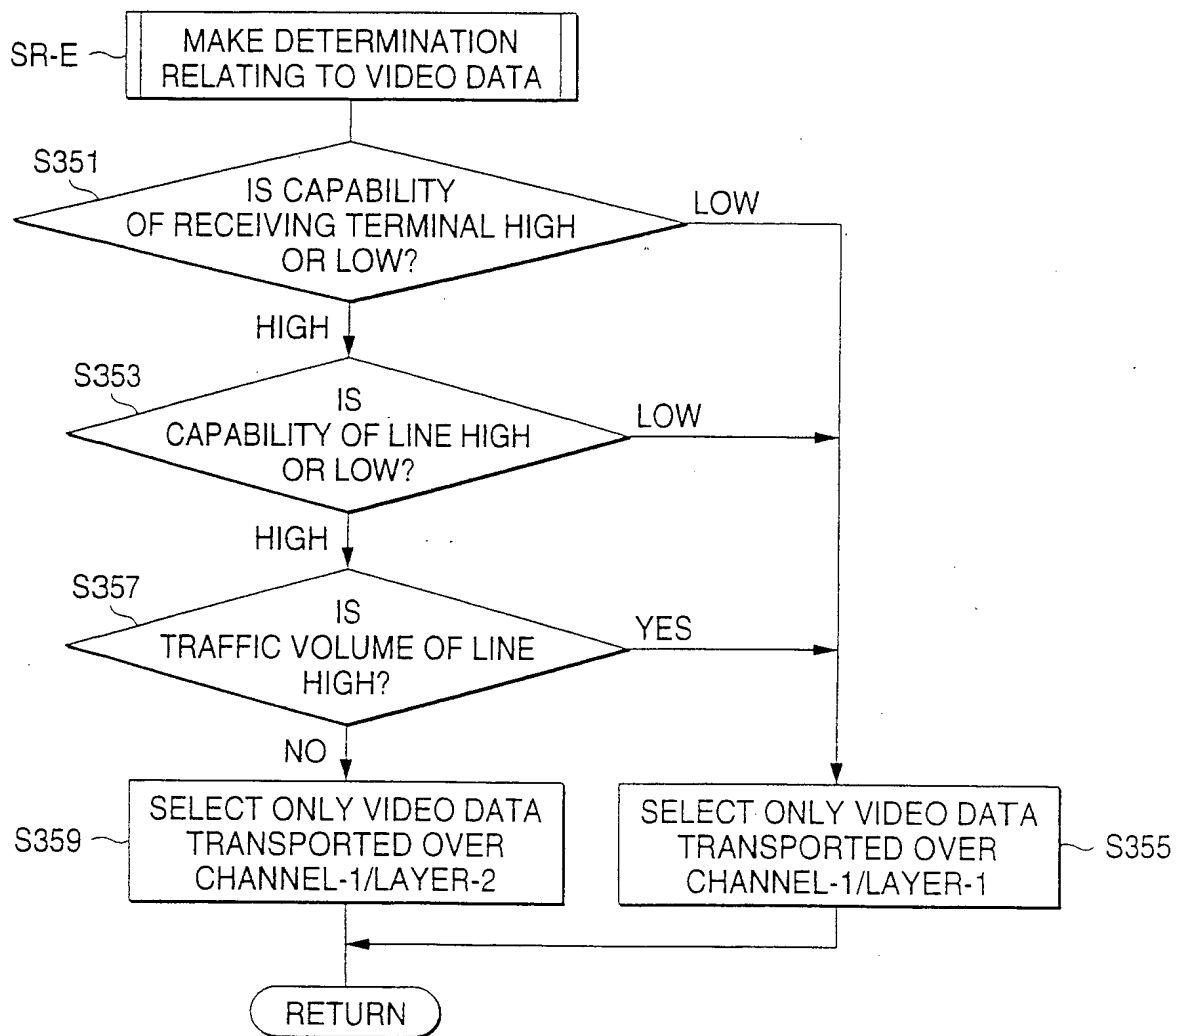 SR-E
MAKE DETERMINATION
RELATING TO VIDEO DATA
S351
IS CAPABILITY
OF RECEIVING TERMINAL HIGH
OR LOW?
LOW
HIGH
S353
IS
CAPABILITY OF LINE HIGH
OR LOW?
LOW
HIGH
S357
IS
TRAFFIC VOLUME OF LINE
HIGH?
YES
NO
S359
SELECT ONLY VIDEO DATA
TRANSPORTED OVER
CHANNEL-1/LAYER-2
SELECT ONLY VIDEO DATA
TRANSPORTED OVER
CHANNEL-1/LAYER-1
S355
RETURN